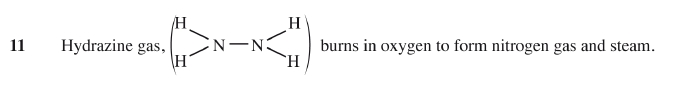 H H
11 Hydrazine gas, ( N—N ) burns in oxygen to form nitrogen gas and steam.
H H